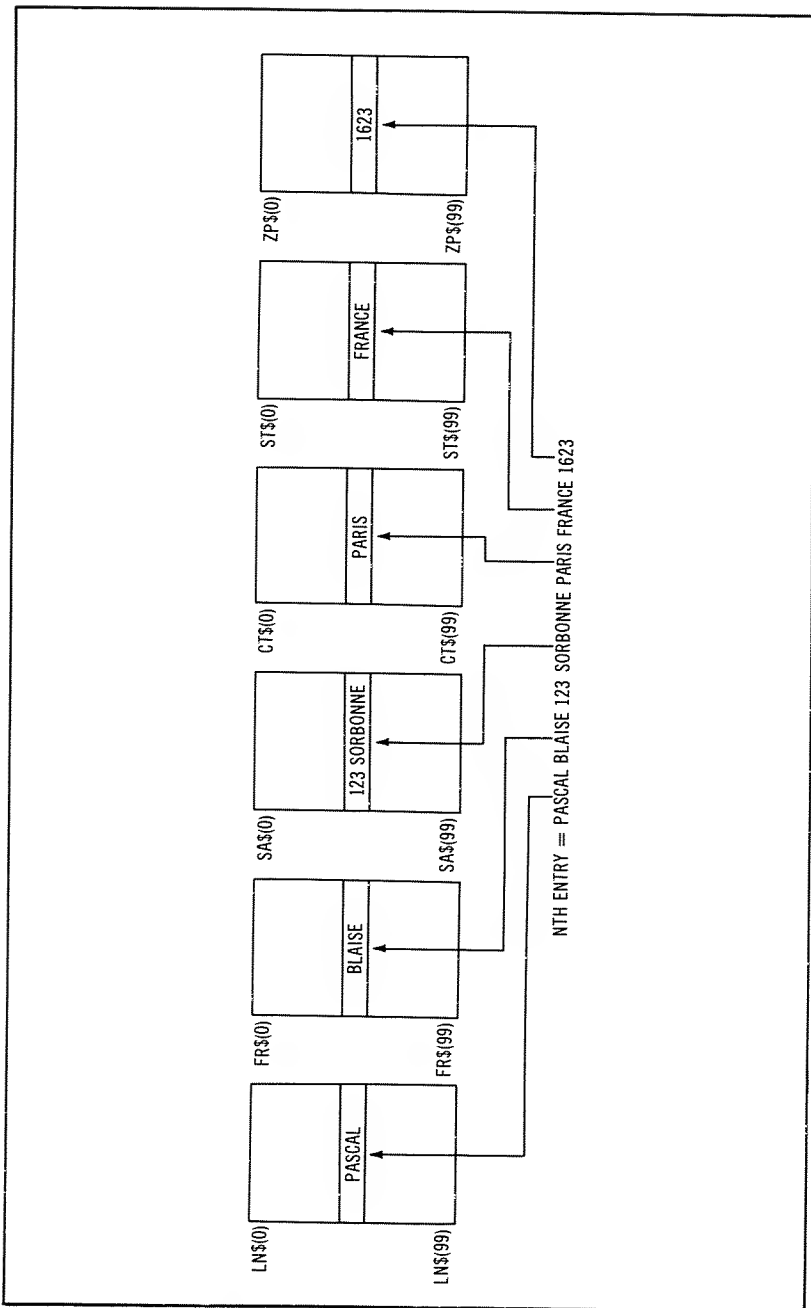 LN$(0)
PASCAL
LN$(99)
FR$(0)
BLAISE
FR$(99)
SA$(0)
123 SORBONNE
SA$(99)
CT$(0)
PARIS
CT$(99)
ST$(0)
FRANCE
ST$(99)
ZP$(0)
1623
ZP$(99)
NTH ENTRY = PASCAL BLAISE 123 SORBONNE PARIS FRANCE 1623